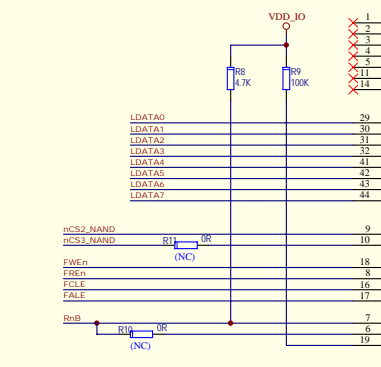 VDD_IO
1
2
3
4
5
11
14
R8
4.7K
R9
100K
LDATA0 29
LDATA1 30
LDATA2 31
LDATA3 32
LDATA4 41
LDATA5 42
LDATA6 43
LDATA7 44
nCS2_NAND 9
nCS3_NAND R11 0R 10
(NC)
FWEn 18
FREn 8
FCLE 16
FALE 17
RnB 7
R10 0R 6
(NC)
19